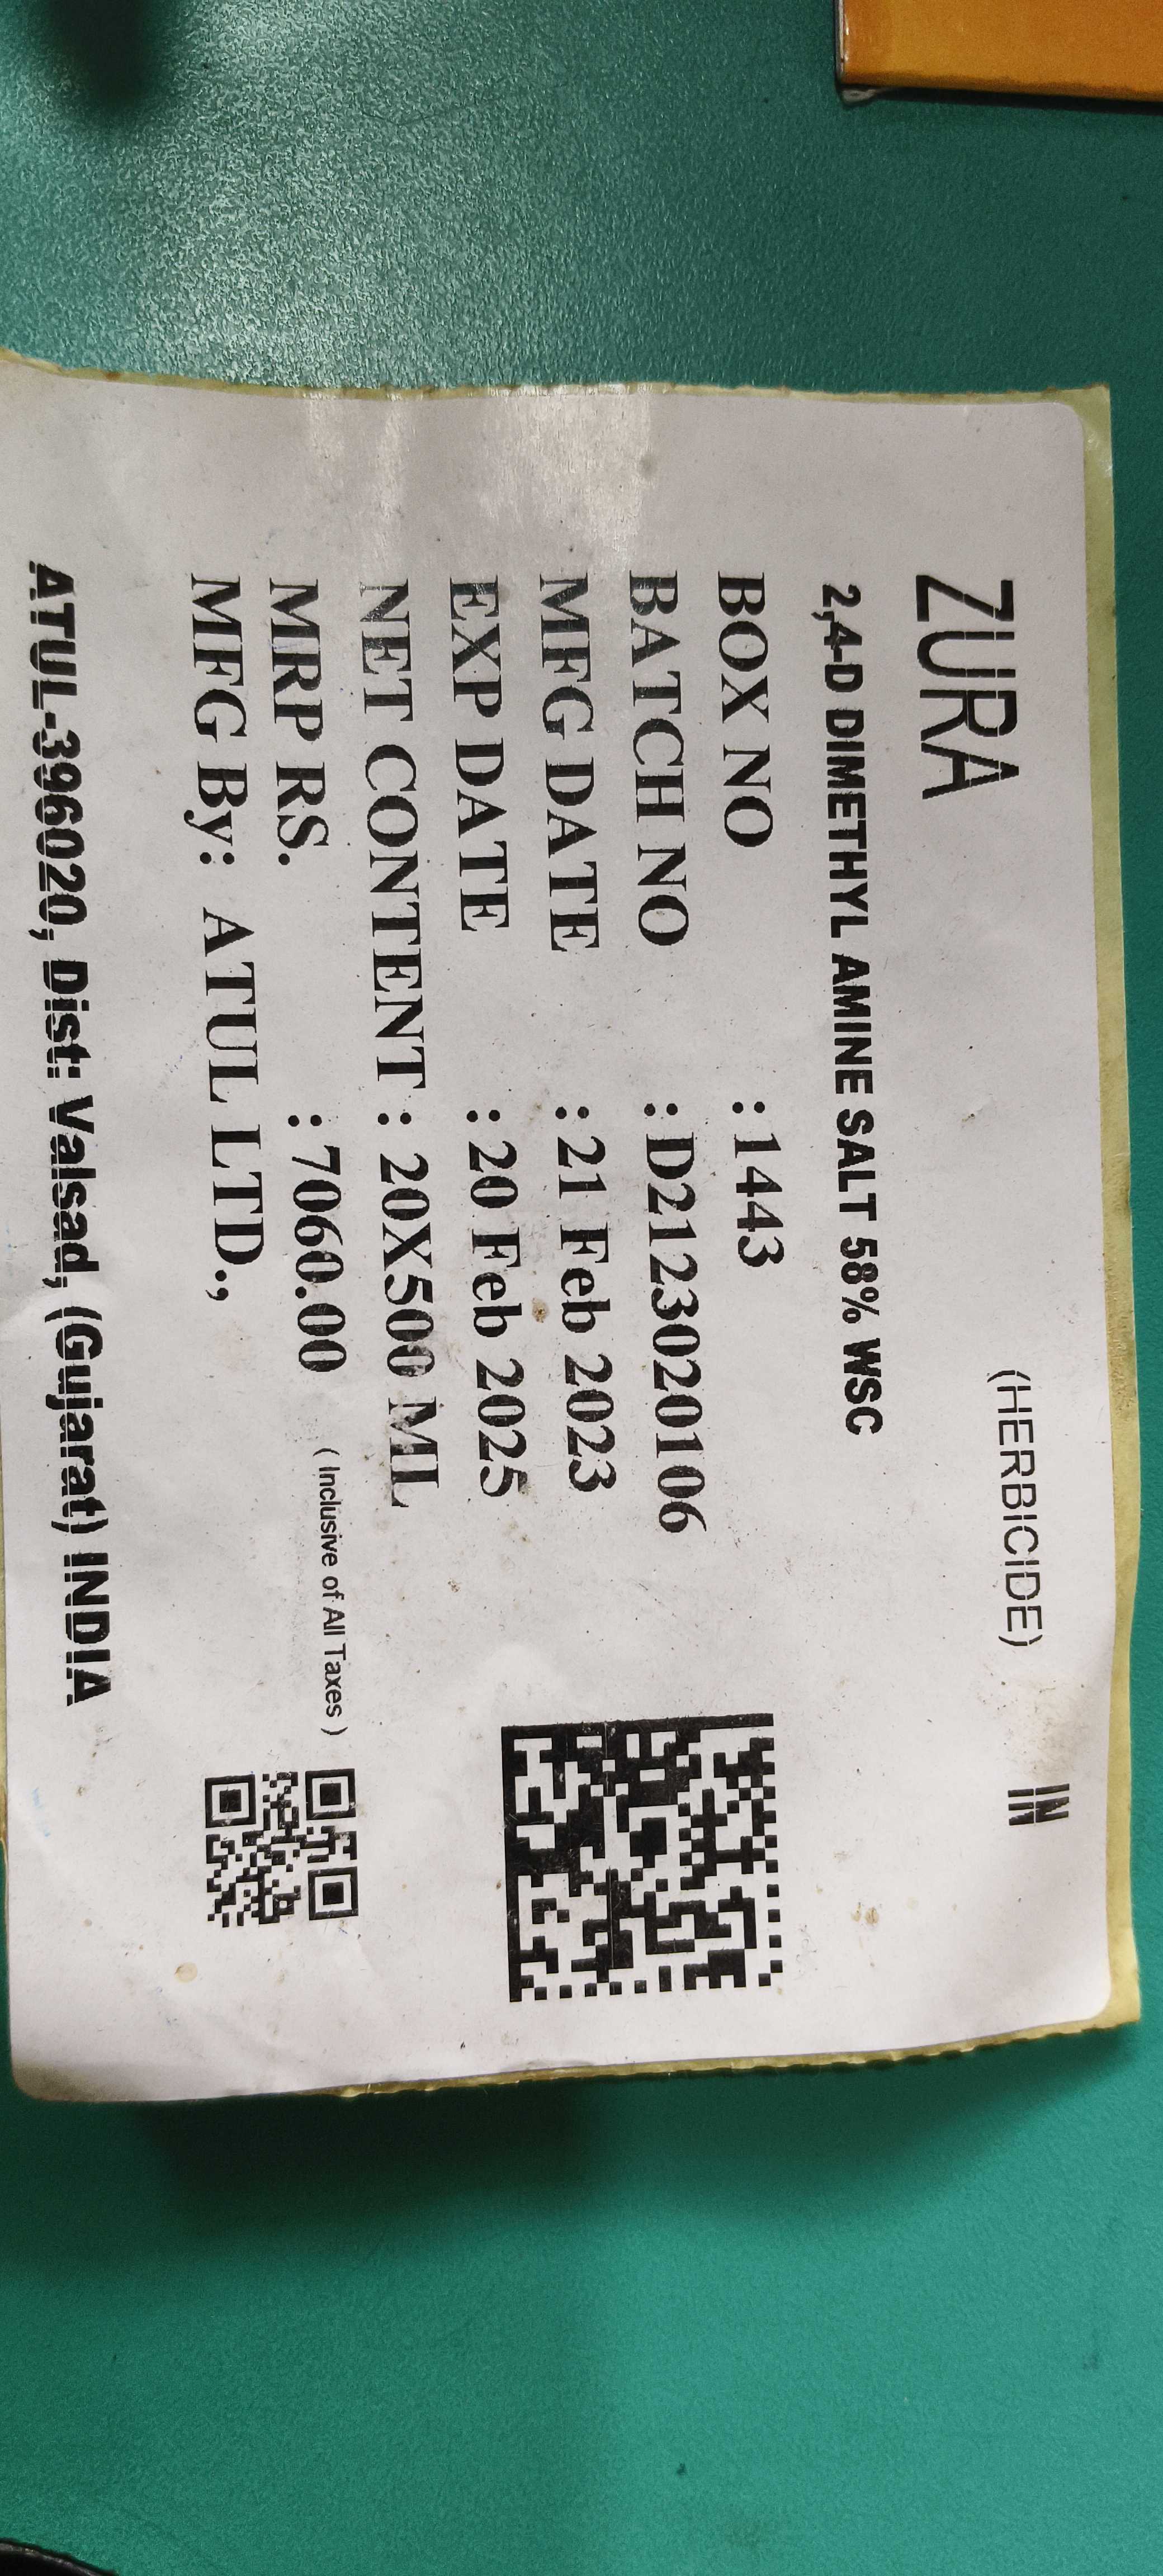 ZURA (HERBICIDE) IN
2,4-D DIMETHYL AMINE SALT 58% WSC
BOX NO :1443
BATCH NO : D2123020106
MFG DATE : 21 Feb 2023
EXP DATE : 20 Feb 2025
NET CONTENT : 20X500 ML
MRP RS. : 7060.00 ( Inclusive of All Taxes )
MFG By: ATUL LTD.,
ATUL-396020, Dist: Valsad, (Gujarat) INDIA